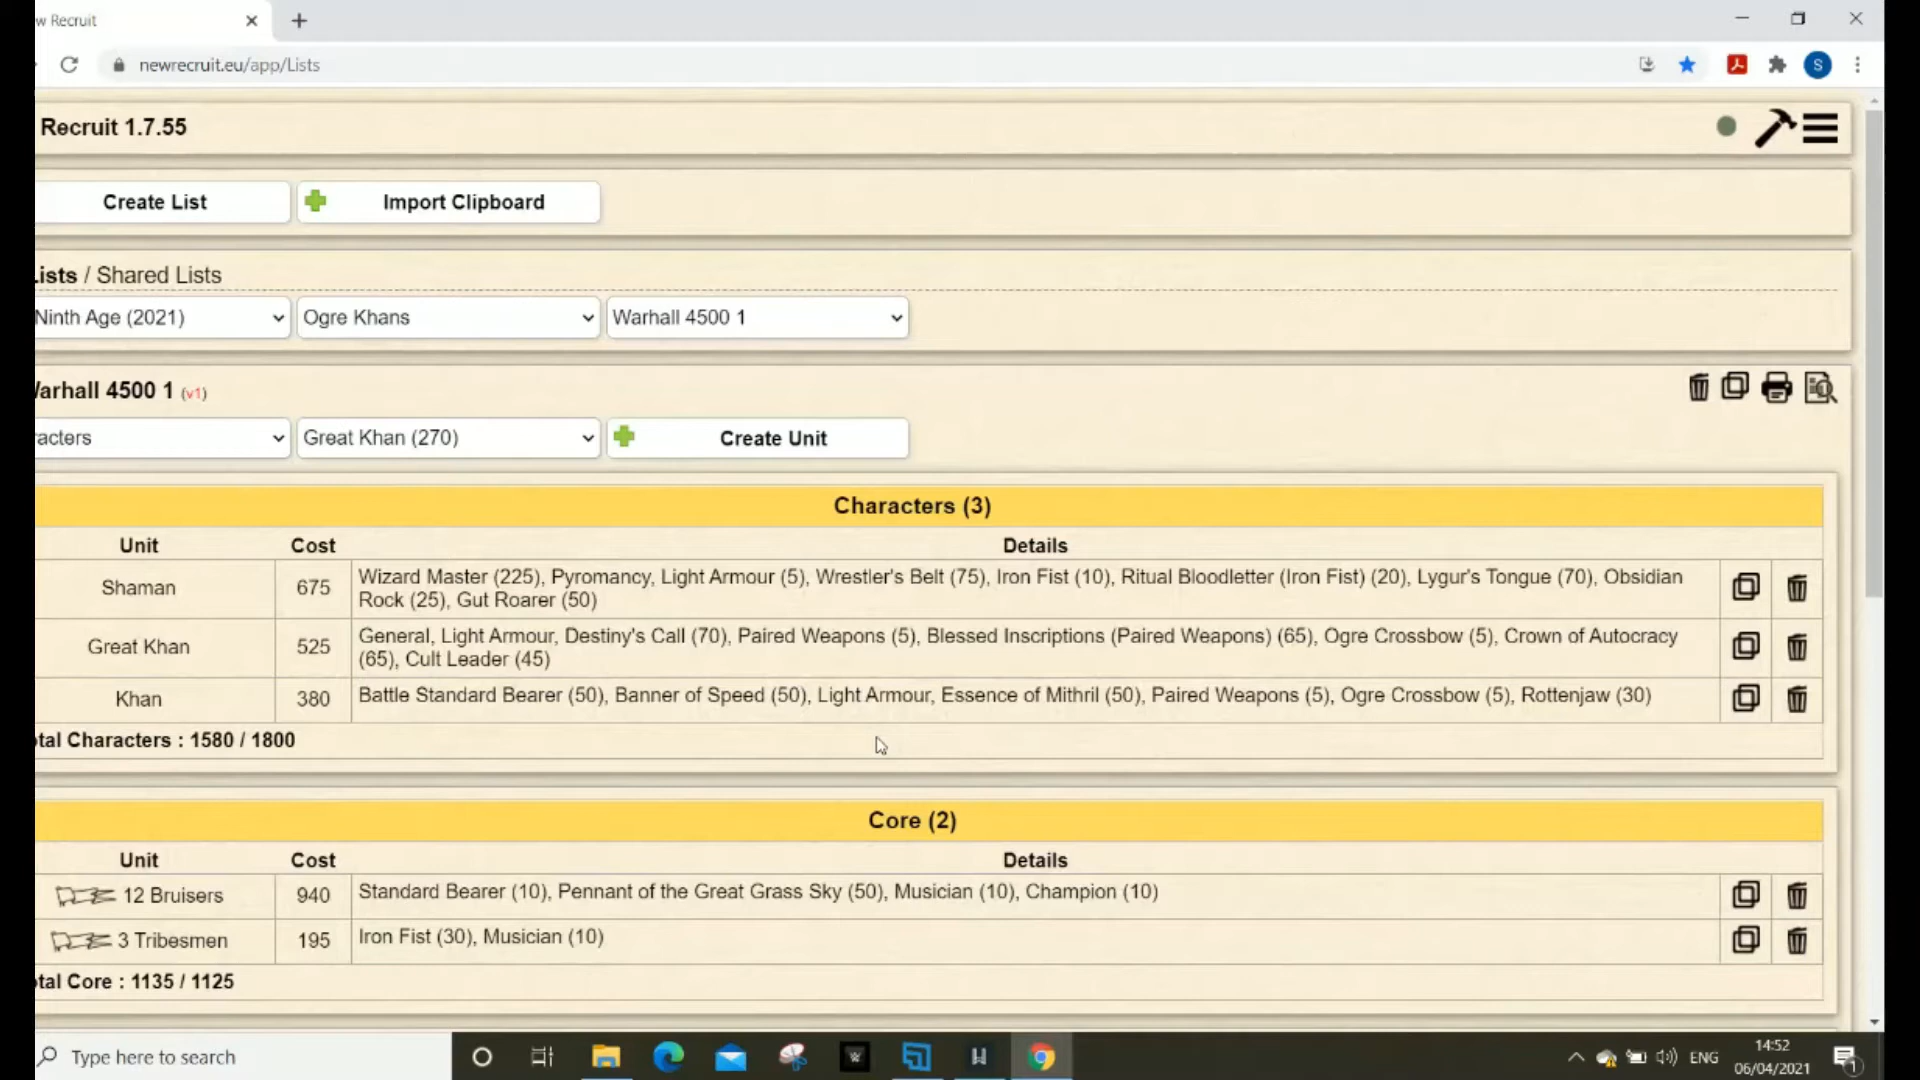 w Recruit
newrecruit.eu/app/Lists
S
Recruit 1.7.55
Create List
Import Clipboard
Lists / Shared Lists
Ninth Age (2021)
Ogre Khans
Warhall 4500 1
Warhall 4500 1 (v1)
racters
Great Khan (270)
Create Unit
Characters (3)
Unit Cost Details
Shaman 675 Wizard Master (225), Pyromancy, Light Armour (5), Wrestler's Belt (75), Iron Fist (10), Ritual Bloodletter (Iron Fist) (20), Lygur's Tongue (70), Obsidian
Rock (25), Gut Roarer (50)
Great Khan 525 General, Light Armour, Destiny's Call (70), Paired Weapons (5), Blessed Inscriptions (Paired Weapons) (65), Ogre Crossbow (5), Crown of Autocracy
(65), Cult Leader (45)
Khan 380 Battle Standard Bearer (50), Banner of Speed (50), Light Armour, Essence of Mithril (50), Paired Weapons (5), Ogre Crossbow (5), Rottenjaw (30)
otal Characters : 1580 / 1800
Core (2)
Unit Cost Details
12 Bruisers 940 Standard Bearer (10), Pennant of the Great Grass Sky (50), Musician (10), Champion (10)
3 Tribesmen 195 Iron Fist (30), Musician (10)
otal Core : 1135 / 1125
Type here to search
ENG
14:52
06/04/2021
1